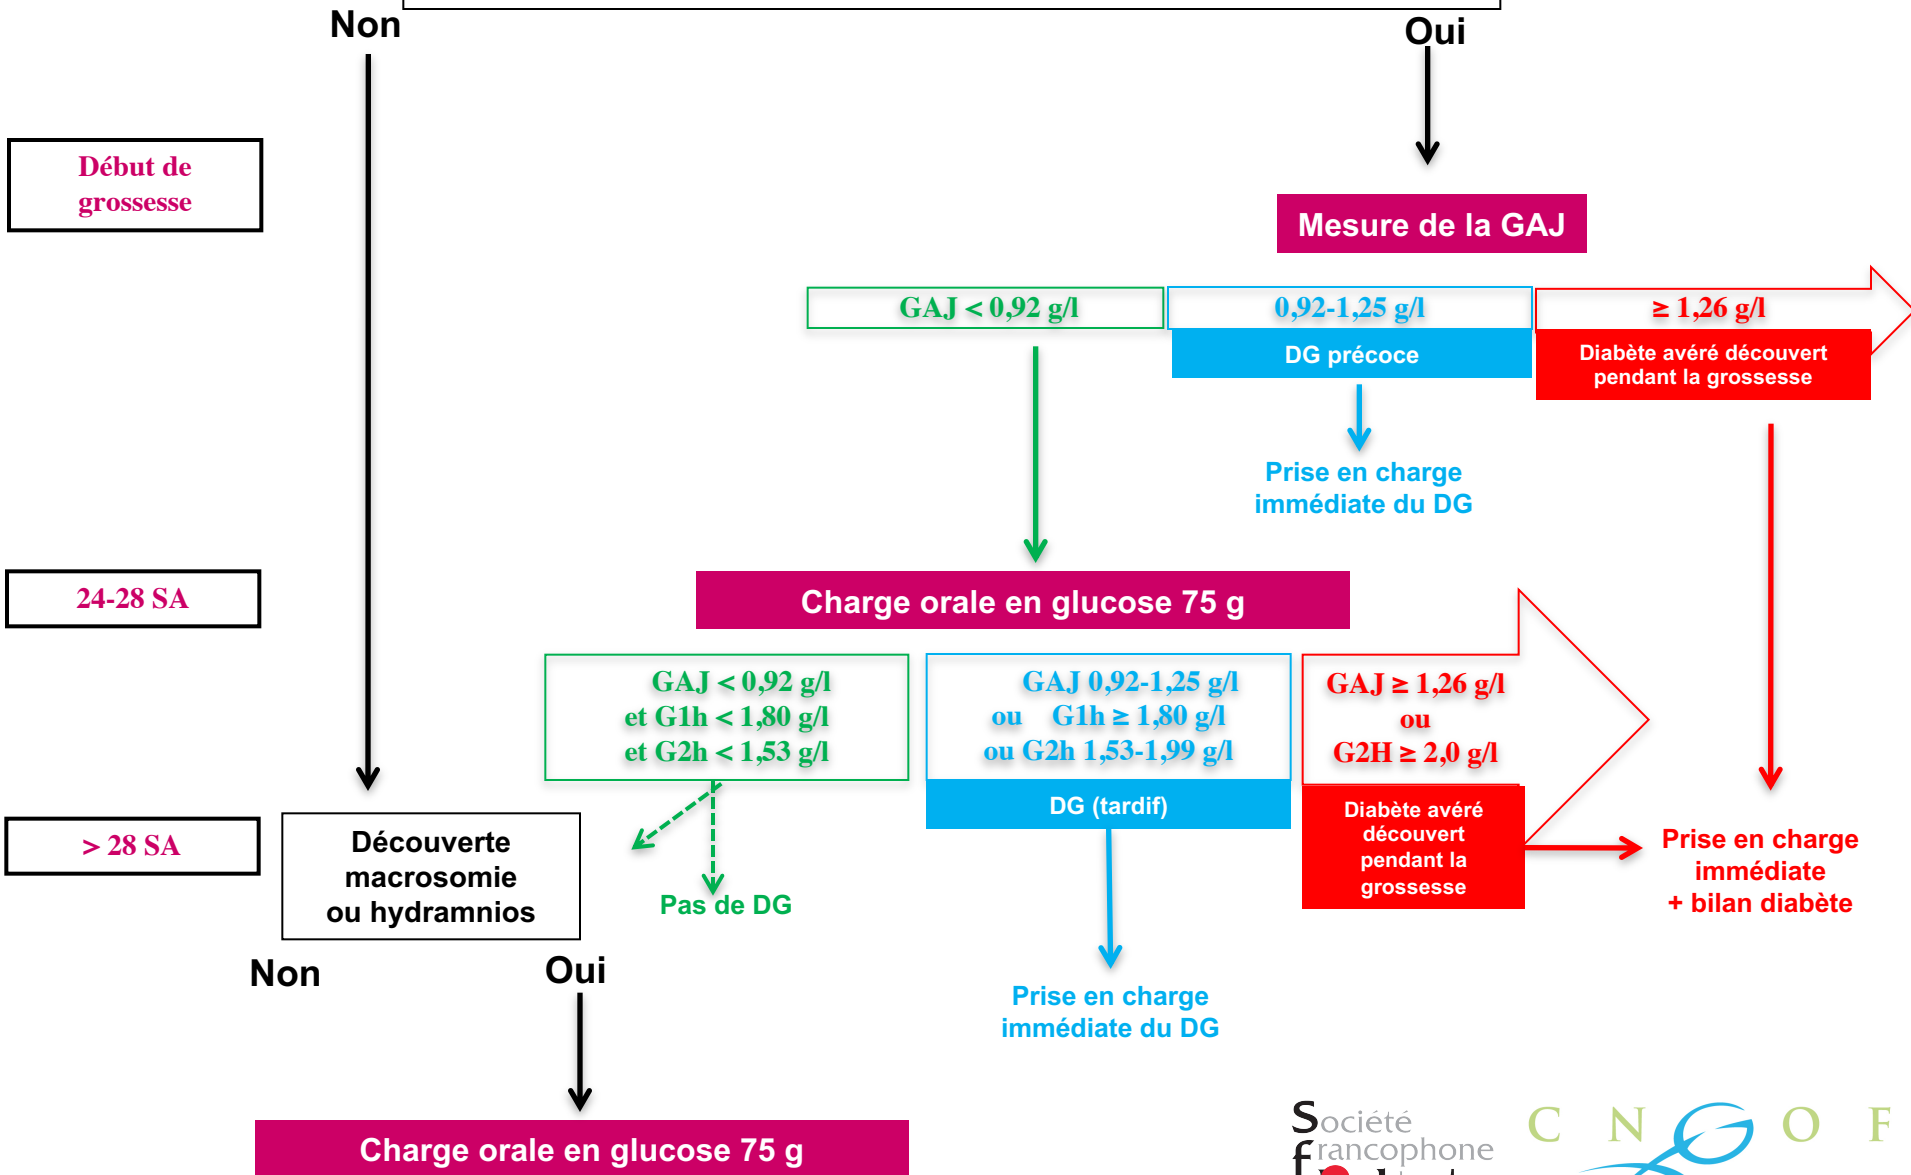 Non
Oui
Début de
grossesse
Mesure de la GAJ
GAJ < 0,92 g/l
0,92-1,25 g/l
≥ 1,26 g/l
DG précoce
Diabète avéré découvert
pendant la grossesse
Prise en charge
immédiate du DG
24-28 SA
Charge orale en glucose 75 g
GAJ < 0,92 g/l
et G1h < 1,80 g/l
et G2h < 1,53 g/l
GAJ 0,92-1,25 g/l
ou G1h ≥ 1,80 g/l
ou G2h 1,53-1,99 g/l
GAJ ≥ 1,26 g/l
ou
G2H ≥ 2,0 g/l
DG (tardif)
Diabète avéré
découvert
pendant la
grossesse
> 28 SA
Découverte
macrosomie
ou hydramnios
Pas de DG
Prise en charge
immédiate
+ bilan diabète
Non
Oui
Prise en charge
immédiate du DG
Charge orale en glucose 75 g
Société
francophone
CNGOF